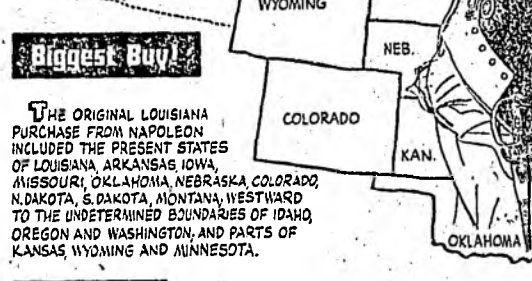 WYOMING
Biggest Buy!
NEB.
THE ORIGINAL LOUISIANA
PURCHASE FROM NAPOLEON
INCLUDED THE PRESENT STATES
OF LOUISIANA, ARKANSAS, IOWA,
MISSOURI, OKLAHOMA, NEBRASKA, COLORADO,
N. DAKOTA, S. DAKOTA, MONTANA, WESTWARD
TO THE UNDETERMINED BOUNDARIES OF IDAHO,
OREGON AND WASHINGTON; AND PARTS OF
KANSAS, WYOMING AND MINNESOTA.
COLORADO
KAN.
OKLAHOMA